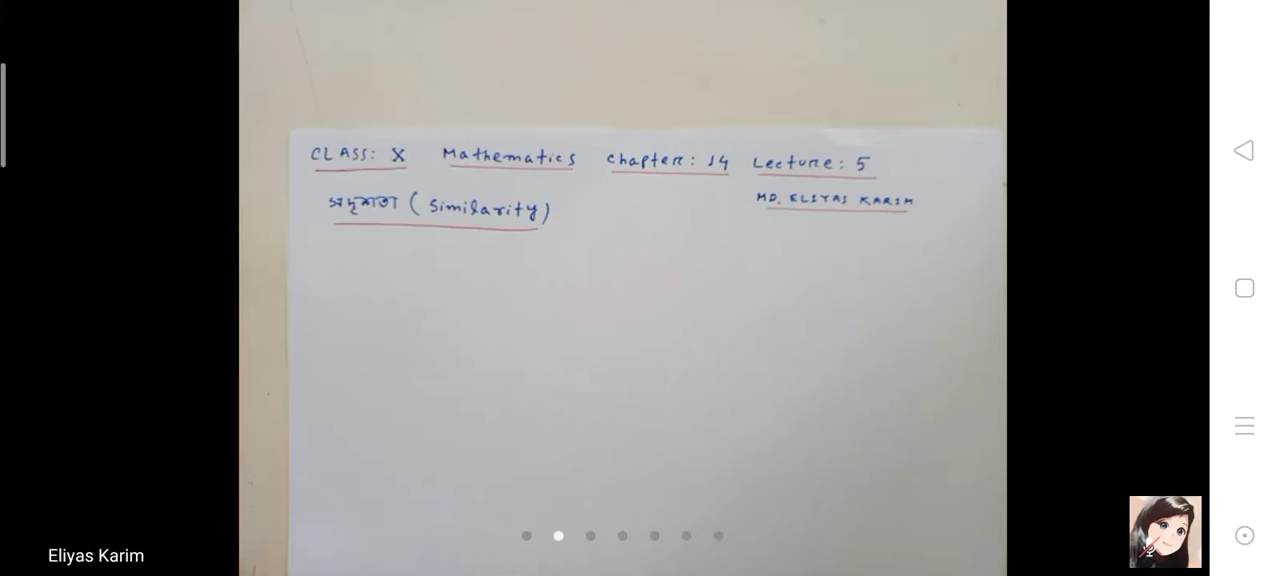 CLASS: X Mathematics Chapter: 14 Lecture: 5
সদৃশতা (Similarity)
MD. ELIYAS KARIM
Eliyas Karim